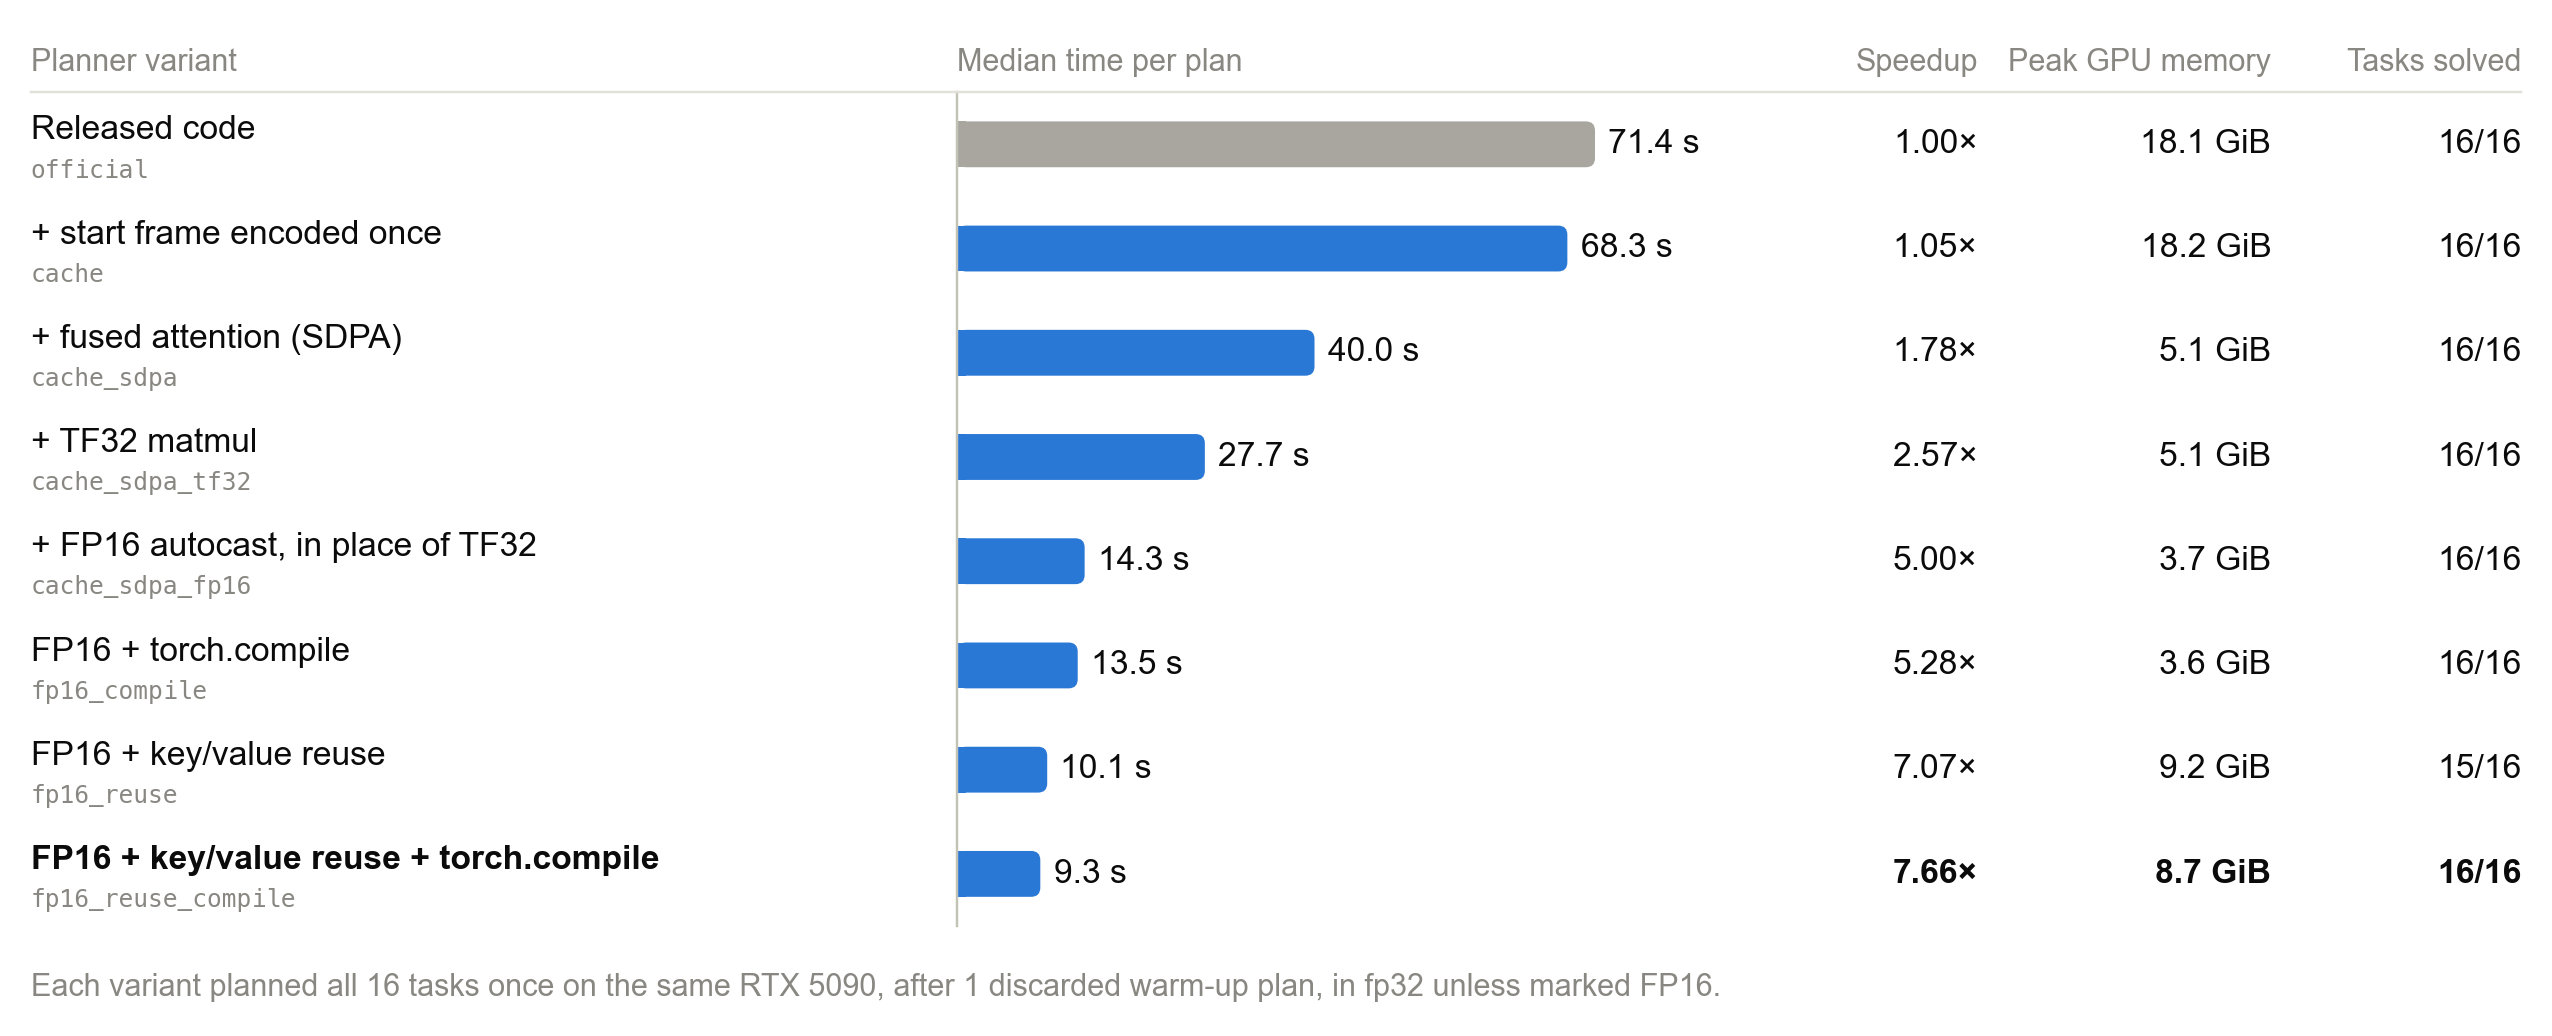 Planner variant Median time per plan Speedup Peak GPU memory Tasks solved
Released code 71.4 s 1.00× 18.1 GiB 16/16
official
+ start frame encoded once 68.3 s 1.05× 18.2 GiB 16/16
cache
+ fused attention (SDPA) 40.0 s 1.78× 5.1 GiB 16/16
cache_sdpa
+ TF32 matmul 27.7 s 2.57× 5.1 GiB 16/16
cache_sdpa_tf32
+ FP16 autocast, in place of TF32 14.3 s 5.00× 3.7 GiB 16/16
cache_sdpa_fp16
FP16 + torch.compile 13.5 s 5.28× 3.6 GiB 16/16
fp16_compile
FP16 + key/value reuse 10.1 s 7.07× 9.2 GiB 15/16
fp16_reuse
FP16 + key/value reuse + torch.compile 9.3 s 7.66× 8.7 GiB 16/16
fp16_reuse_compile
Each variant planned all 16 tasks once on the same RTX 5090, after 1 discarded warm-up plan, in fp32 unless marked FP16.